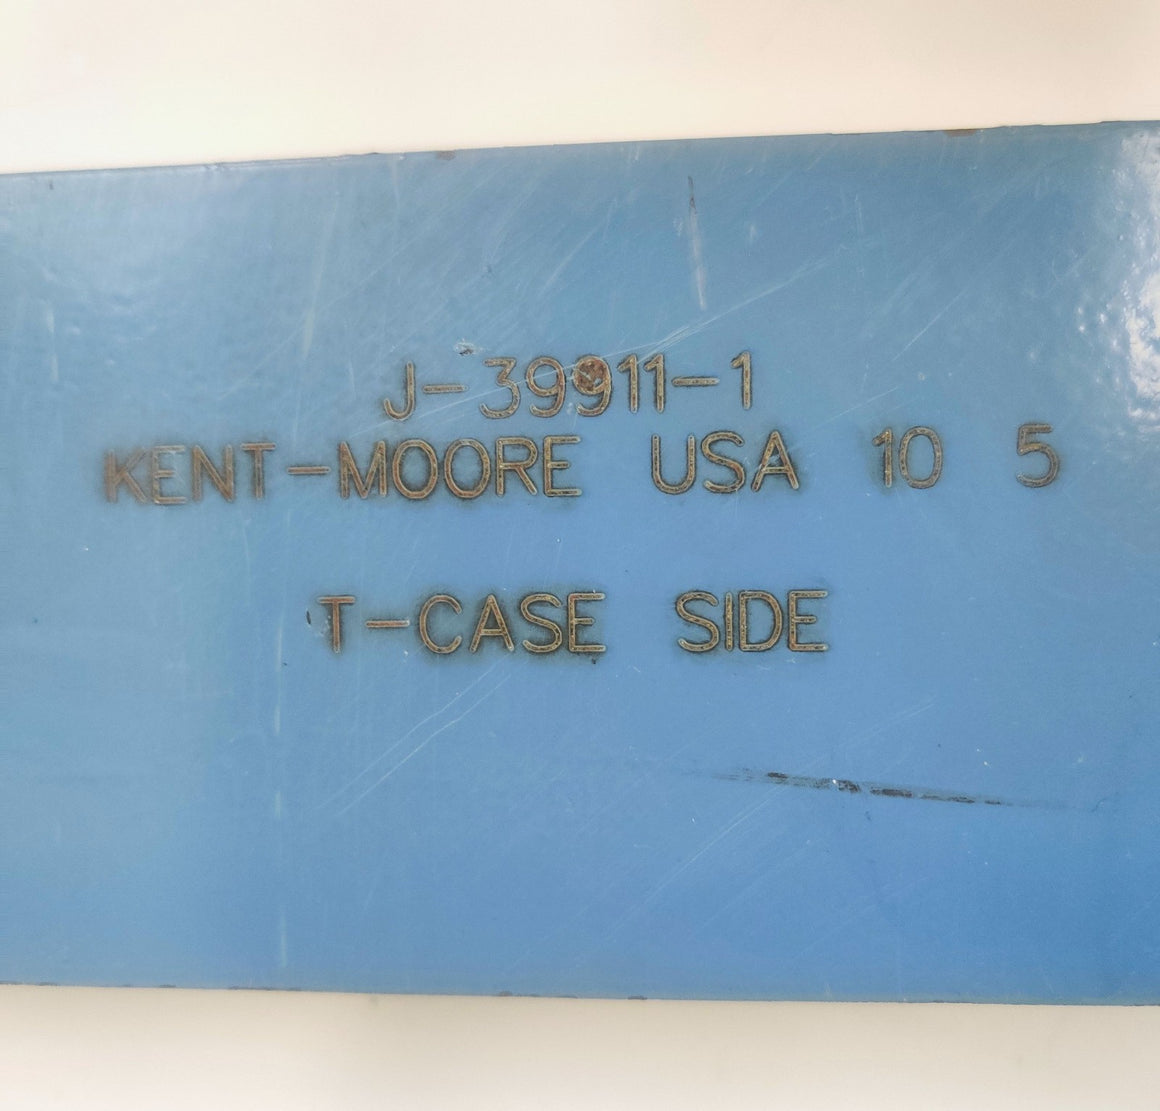 J-39911-1
KENT-MOORE USA 10 5
T-CASE SIDE